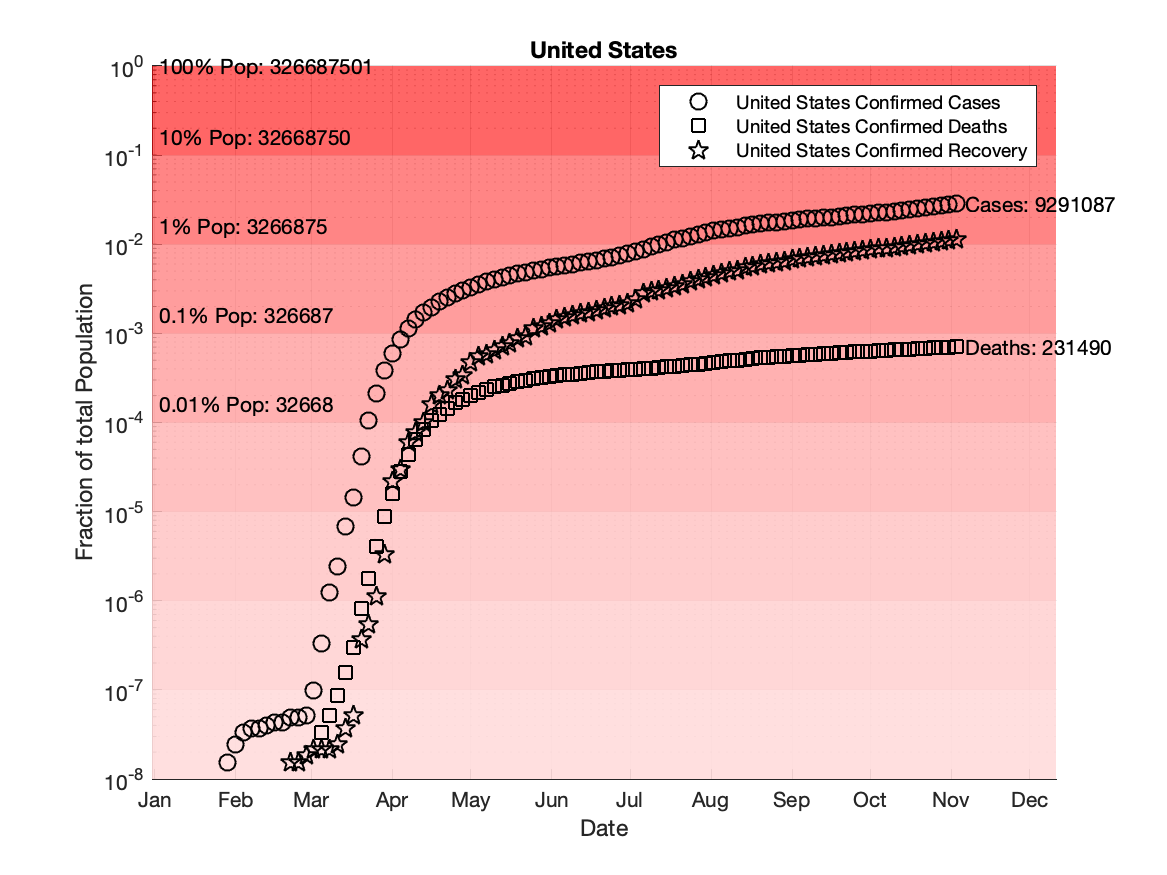 United States
10^0
100% Pop: 326687501
United States Confirmed Cases
United States Confirmed Deaths
United States Confirmed Recovery
10% Pop: 32668750
10^-1
Cases: 9291087
1% Pop: 3266875
10^-2
0.1% Pop: 326687
10^-3
Deaths: 231490
0.01% Pop: 32668
10^-4
10^-5
10^-6
10^-7
10^-8
Fraction of total Population
Jan Feb Mar Apr May Jun Jul Aug Sep Oct Nov Dec
Date